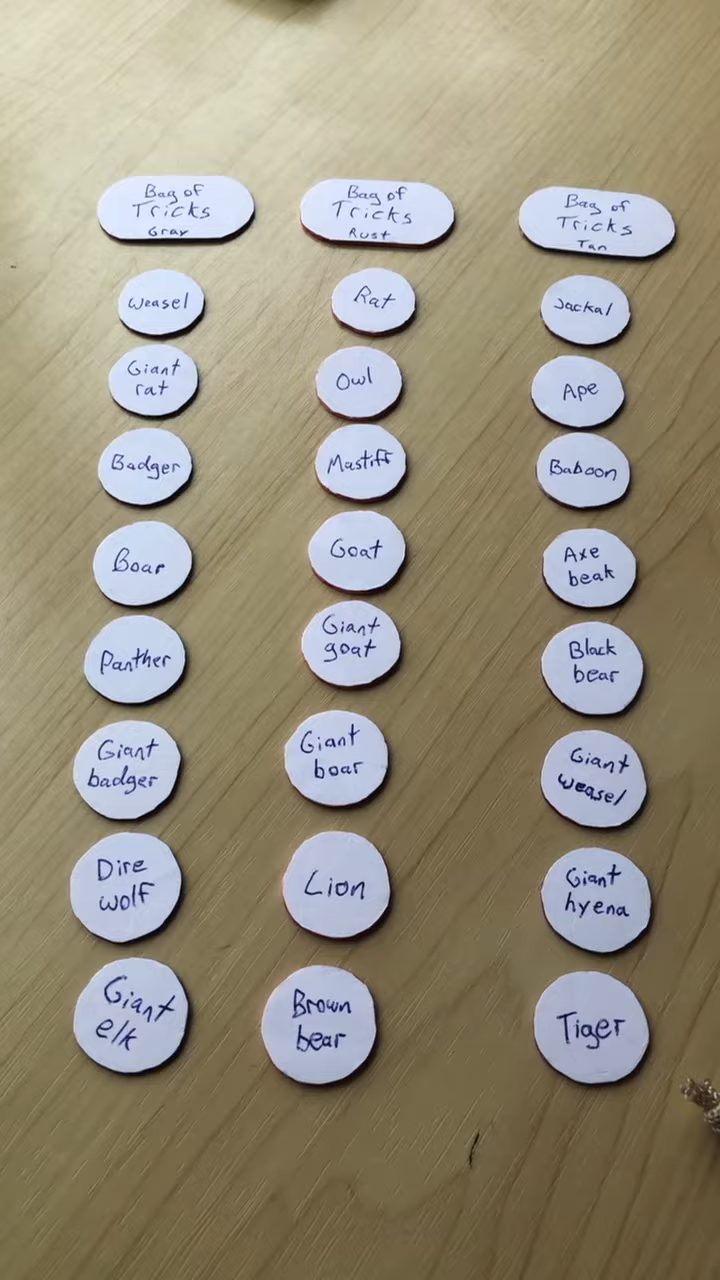 Bag of
Tricks
Gray
Weasel
Giant
rat
Badger
Boar
Panther
Giant
badger
Dire
wolf
Giant
elk
Bag of
Tricks
Rust
Rat
Owl
Mastiff
Goat
Giant
goat
Giant
boar
Lion
Brown
bear
Bag of
Tricks
Tan
Jackal
Ape
Baboon
Axe
beak
Black
bear
Giant
weasel
Giant
hyena
Tiger